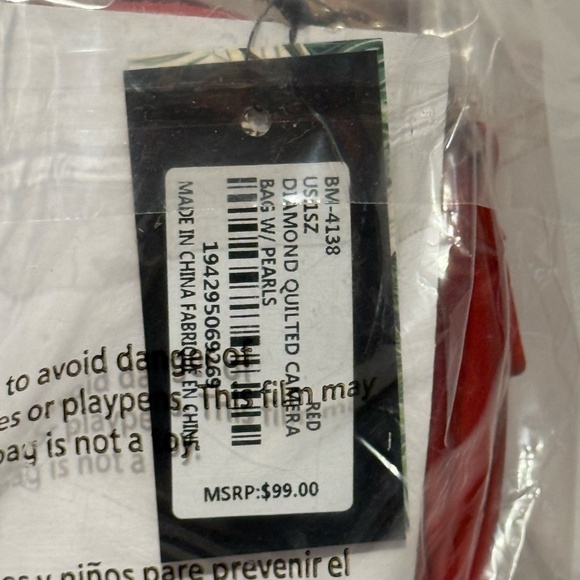 BM-4138
US1SZ RED
DIAMOND QUILTED CAMERA
BAG W/ PEARLS
194295069269
MADE IN CHINA FABRIQUE EN CHINE
MSRP:$99.00
to avoid danger of
es or playpens. This film may
bag is not a toy.
niños pare prevenir el